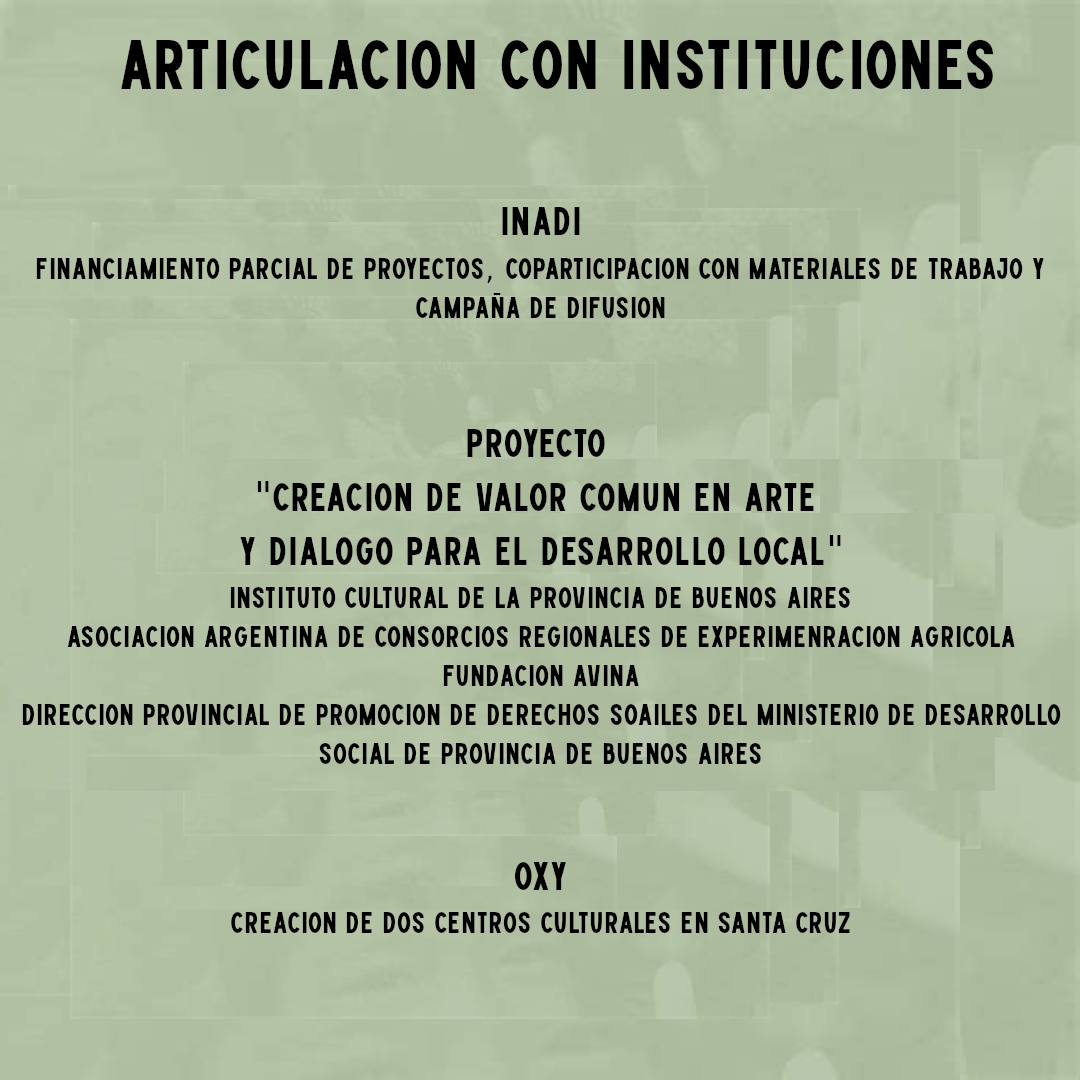 ARTICULACION CON INSTITUCIONES
INADI
FINANCIAMIENTO PARCIAL DE PROYECTOS, COPARTICIPACION CON MATERIALES DE TRABAJO Y
CAMPAÑA DE DIFUSION
PROYECTO
"CREACION DE VALOR COMUN EN ARTE
Y DIALOGO PARA EL DESARROLLO LOCAL"
INSTITUTO CULTURAL DE LA PROVINCIA DE BUENOS AIRES
ASOCIACION ARGENTINA DE CONSORCIOS REGIONALES DE EXPERIMENRACION AGRICOLA
FUNDACION AVINA
DIRECCION PROVINCIAL DE PROMOCION DE DERECHOS SOAILES DEL MINISTERIO DE DESARROLLO
SOCIAL DE PROVINCIA DE BUENOS AIRES
OXY
CREACION DE DOS CENTROS CULTURALES EN SANTA CRUZ